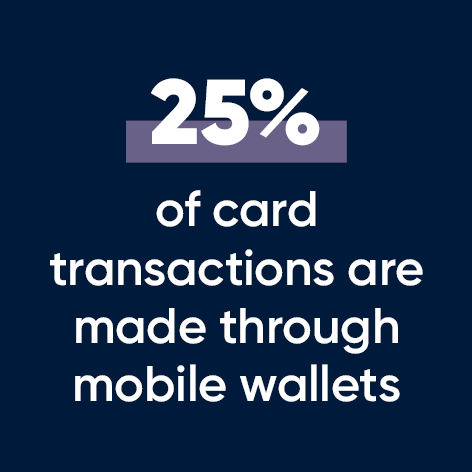 25%
of card
transactions are
made through
mobile wallets